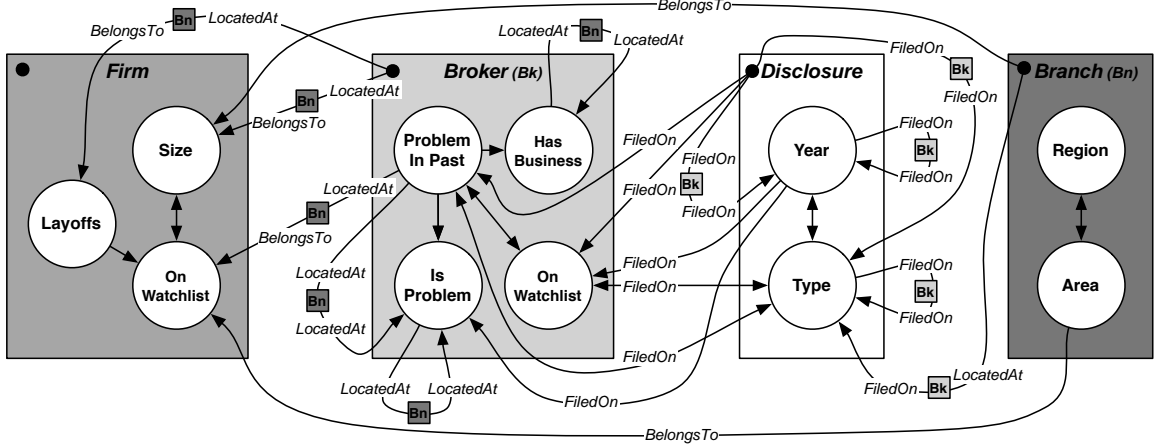 BelongsTo
Bn
LocatedAt
BelongsTo
LocatedAt
Bn
LocatedAt
FiledOn
Bk
FiledOn
Firm
Broker (Bk)
Disclosure
Branch (Bn)
LocatedAt
Bn
BelongsTo
Size
Problem
In Past
Has
Business
FiledOn
Year
FiledOn
Bk
FiledOn
Region
FiledOn
Bk
FiledOn
FiledOn
LocatedAt
Bn
BelongsTo
Layoffs
On
Watchlist
LocatedAt
Bn
LocatedAt
Is
Problem
On
Watchlist
FiledOn
FiledOn
Type
FiledOn
Bk
FiledOn
Area
FiledOn
LocatedAt
Bn
LocatedAt
FiledOn
FiledOn
Bk
LocatedAt
BelongsTo